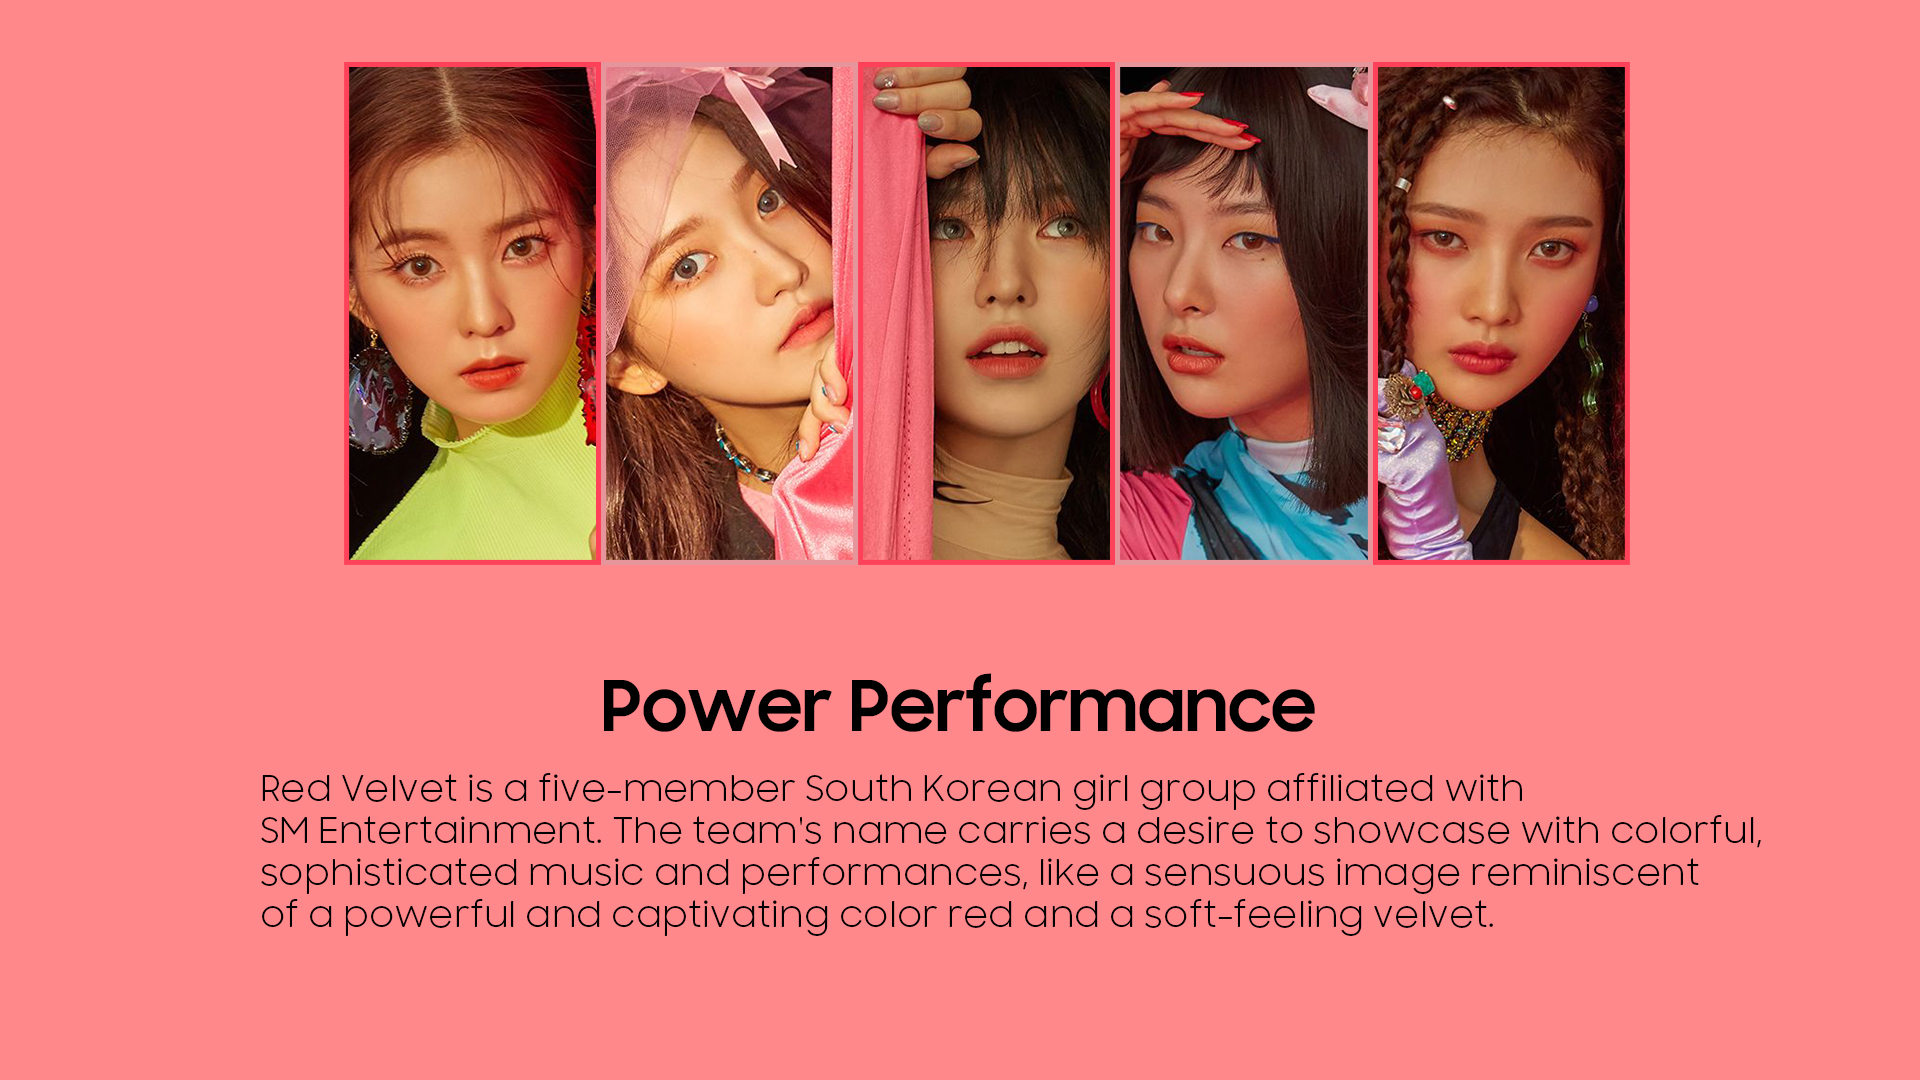 Power Performance
Red Velvet is a five-member South Korean girl group affiliated with
SM Entertainment. The team's name carries a desire to showcase with colorful,
sophisticated music and performances, like a sensuous image reminiscent
of a powerful and captivating color red and a soft-feeling velvet.